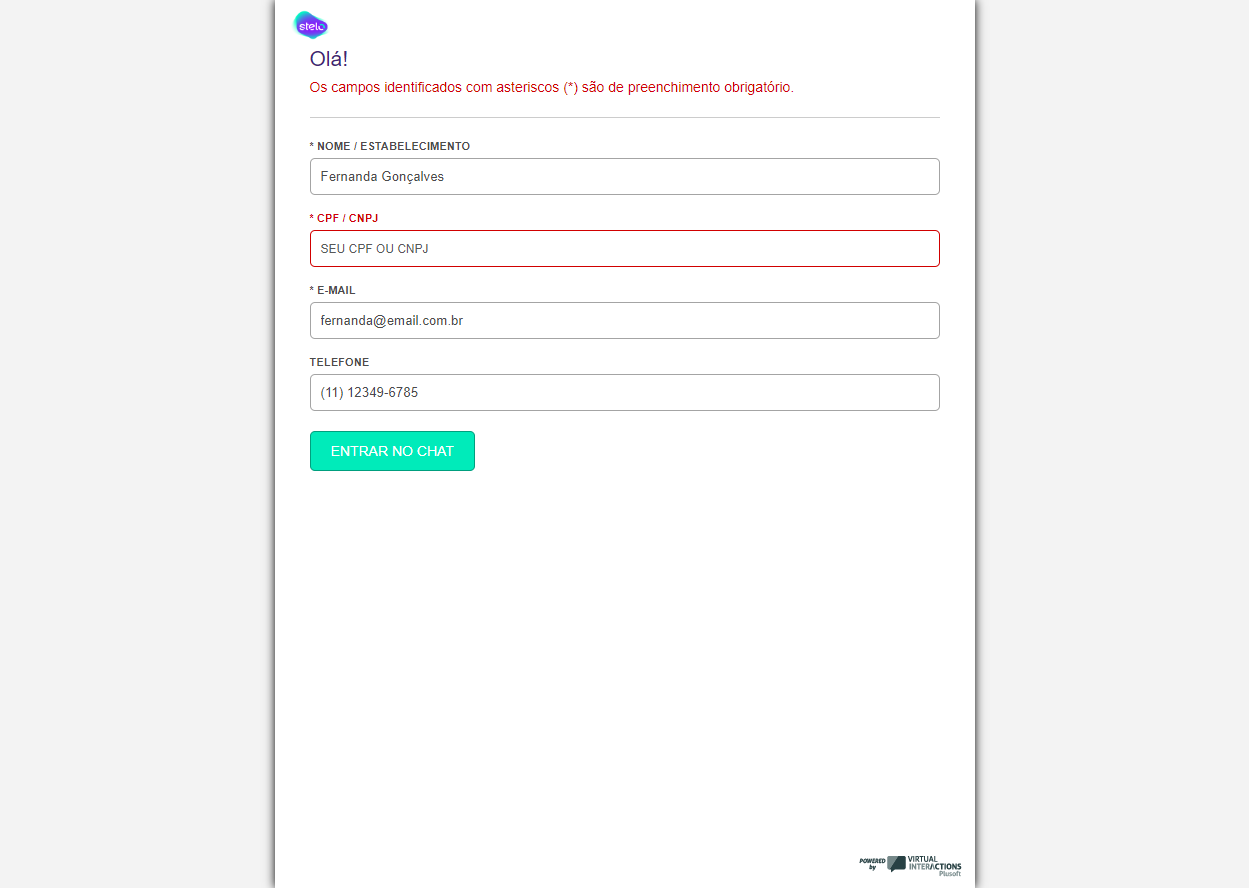 stelo
Olá!
Os campos identificados com asteriscos (*) são de preenchimento obrigatório.
* NOME / ESTABELECIMENTO
Fernanda Gonçalves
* CPF / CNPJ
SEU CPF OU CNPJ
* E-MAIL
fernanda@email.com.br
TELEFONE
(11) 12349-6785
ENTRAR NO CHAT
POWERED by
VIRTUAL
INTERACTIONS
Plusoft